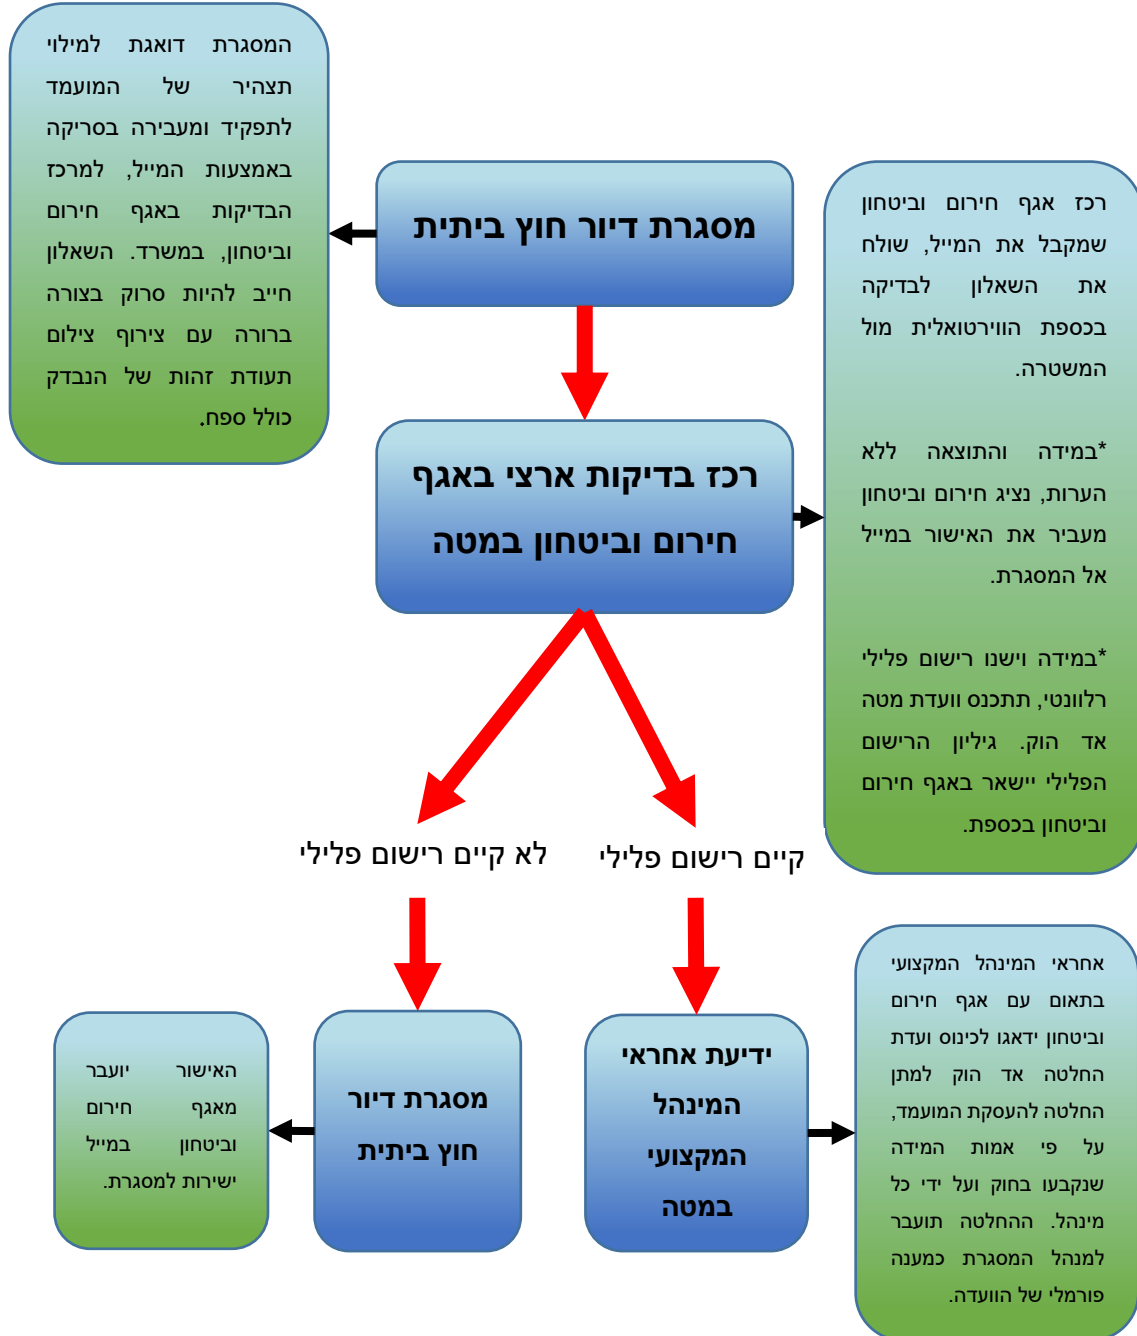 המסגרת דואגת למילוי
תצהיר של המועמד
לתפקיד ומעבירה בסריקה
באמצעות המייל, למרכז
הבדיקות באגף חירום
וביטחון, במשרד. השאלון
חייב להיות סרוק בצורה
ברורה עם צירוף צילום
תעודת זהות של הנבדק
כולל ספח.
מסגרת דיור חוץ ביתית
רכז אגף חירום וביטחון
שמקבל את המייל, שולח
את השאלון לבדיקה
בכספת הווירטואלית מול
המשטרה.
*במידה והתוצאה ללא
הערות, נציג חירום וביטחון
מעביר את האישור במייל
אל המסגרת.
*במידה וישנו רישום פלילי
רלוונטי, תתכנס וועדת מטה
אד הוק. גיליון הרישום
הפלילי יישאר באגף חירום
וביטחון בכספת.
רכז בדיקות ארצי באגף
חירום וביטחון במטה
קיים רישום פלילי
לא קיים רישום פלילי
אחראי המינהל המקצועי
בתאום עם אגף חירום
וביטחון ידאגו לכינוס ועדת
החלטה אד הוק למתן
החלטה להעסקת המועמד,
על פי אמות המידה
שנקבעו בחוק ועל ידי כל
מינהל. ההחלטה תועבר
למנהל המסגרת כמענה
פורמלי של הוועדה.
ידיעת אחראי
המינהל
המקצועי
במטה
מסגרת דיור
חוץ ביתית
האישור יועבר
מאגף חירום
וביטחון במייל
ישירות למסגרת.